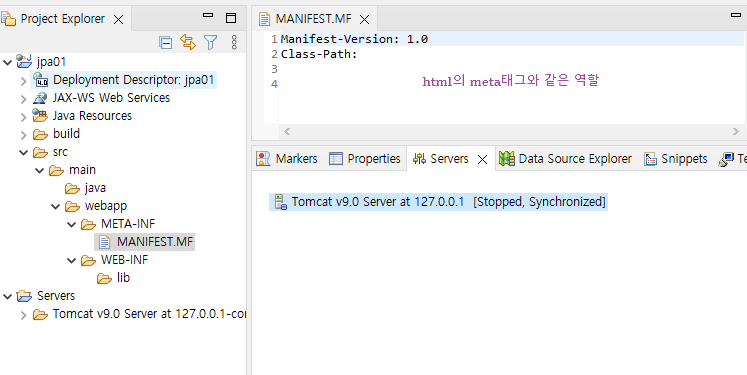 Project Explorer
jpa01
Deployment Descriptor: jpa01
JAX-WS Web Services
Java Resources
build
src
main
java
webapp
META-INF
MANIFEST.MF
WEB-INF
lib
Servers
Tomcat v9.0 Server at 127.0.0.1-con
MANIFEST.MF
1 Manifest-Version: 1.0
2 Class-Path:
3
4
html의 meta태그와 같은 역할
Markers Properties Servers Data Source Explorer Snippets Te
Tomcat v9.0 Server at 127.0.0.1 [Stopped, Synchronized]